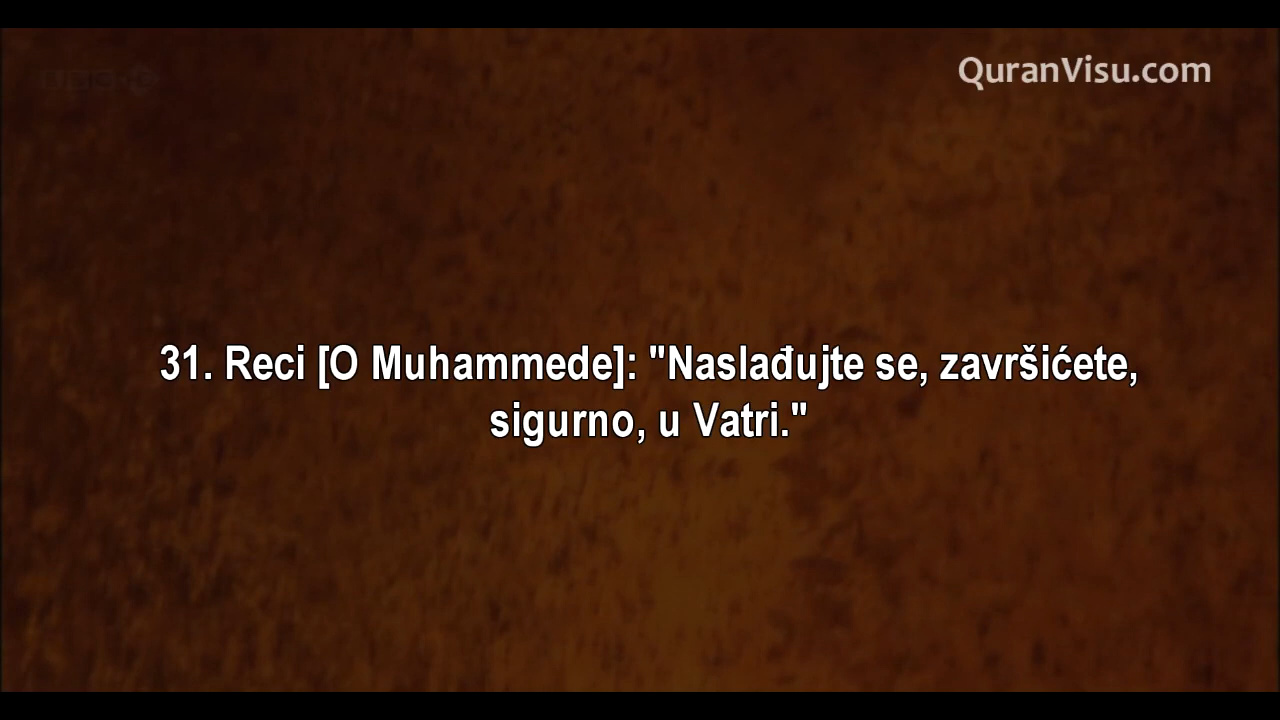 QuranVisu.com
31. Reci [O Muhammede]: "Naslađujte se, završićete,
sigurno, u Vatri."